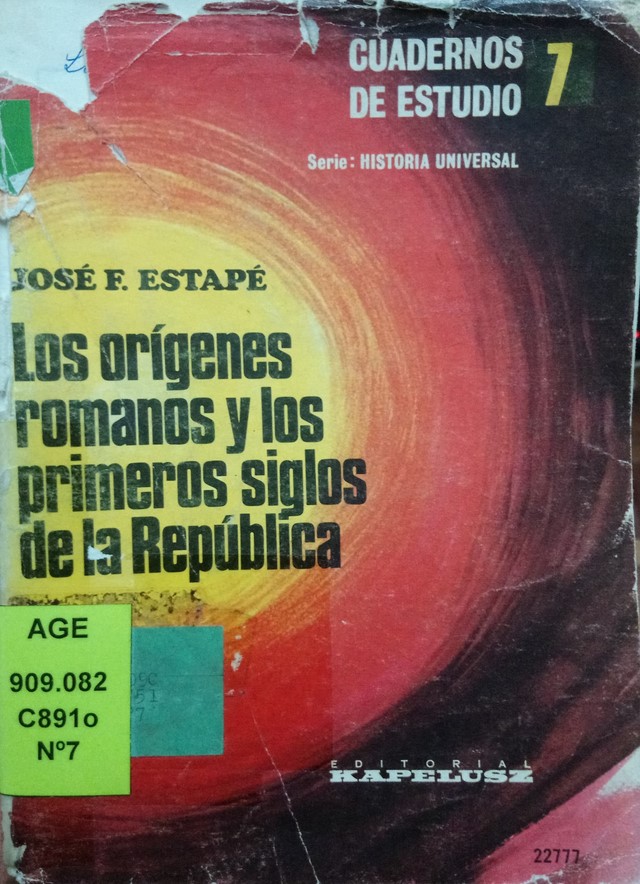 CUADERNOS
DE ESTUDIO
7
Serie: HISTORIA UNIVERSAL
JOSÉ F. ESTAPÉ
Los orígenes
romanos y los
primeros siglos
de la República
AGE
909.082
C891o
Nº7
EDITORIAL
KAPELUSZ
22777